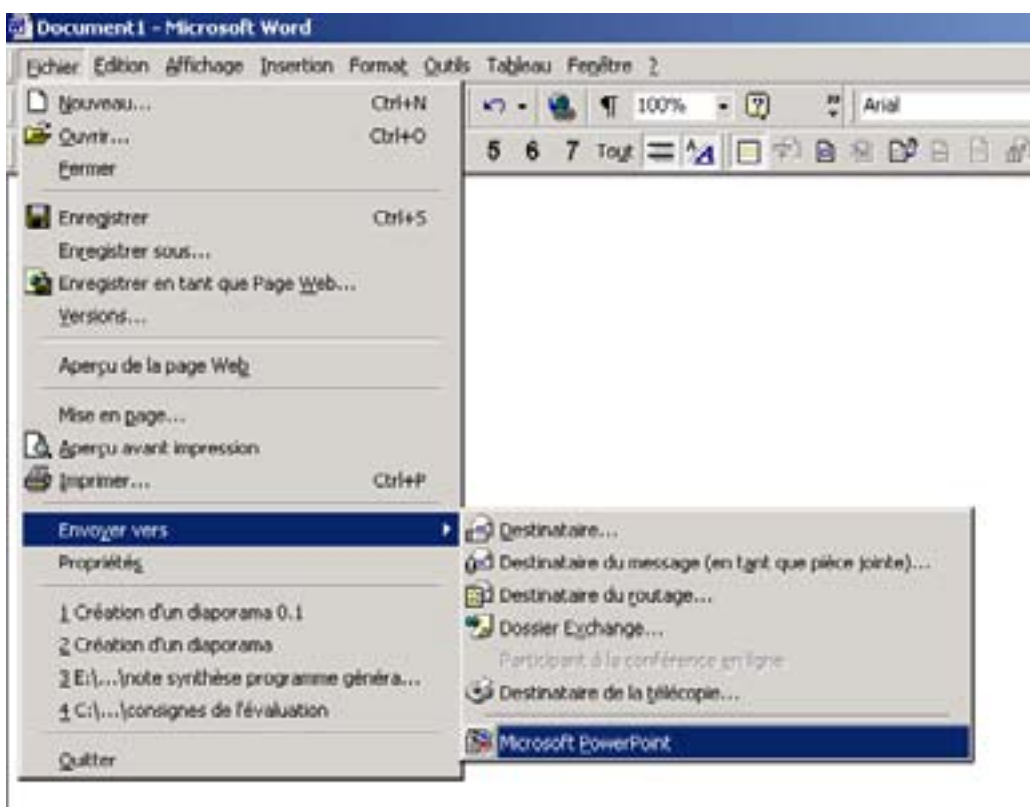 Document1 - Microsoft Word
Fichier Edition Affichage Insertion Format Outils Tableau Fenêtre ?
Nouveau... Ctrl+N
100% Arial
Ouvrir... Ctrl+O
5 6 7 Tout
Fermer
Enregistrer Ctrl+S
Enregistrer sous...
Enregistrer en tant que Page Web...
Versions...
Aperçu de la page Web
Mise en page...
Aperçu avant impression
Imprimer... Ctrl+P
Envoyer vers
Propriétés
1 Création d'un diaporama 0.1
2 Création d'un diaporama
3 E:\...\note synthèse programme généra...
4 C:\...\consignes de l'évaluation
Quitter
Destinataire...
Destinataire du message (en tant que pièce jointe)...
Destinataire du routage...
Dossier Exchange...
Participant à la conférence en ligne
Destinataire de la télécopie...
Microsoft PowerPoint